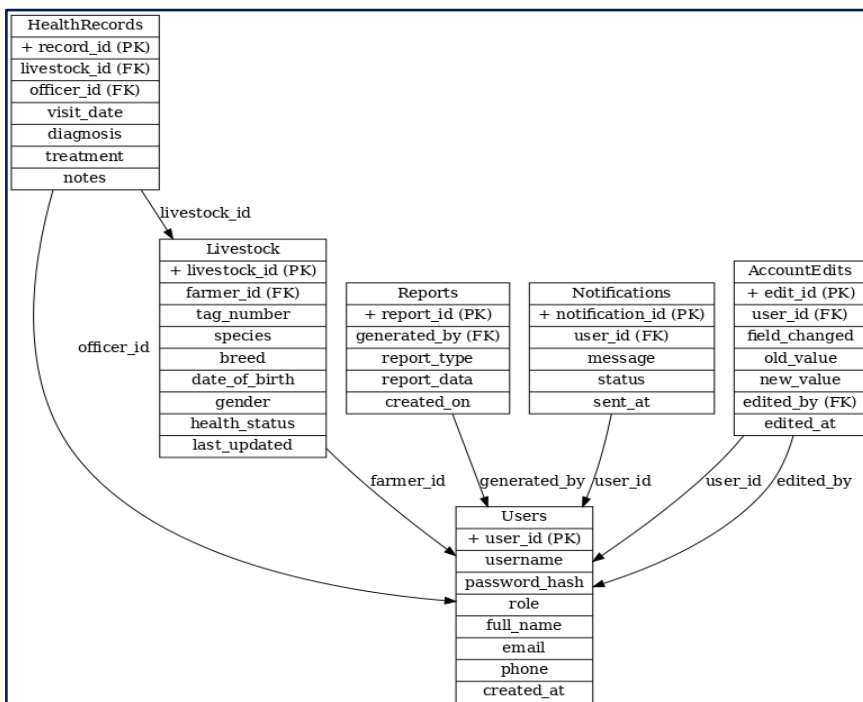 HealthRecords
+ record_id (PK)
livestock_id (FK)
officer_id (FK)
visit_date
diagnosis
treatment
notes
livestock_id
officer_id
Livestock
+ livestock_id (PK)
farmer_id (FK)
tag_number
species
breed
date_of_birth
gender
health_status
last_updated
Reports
+ report_id (PK)
generated_by (FK)
report_type
report_data
created_on
Notifications
+ notification_id (PK)
user_id (FK)
message
status
sent_at
AccountEdits
+ edit_id (PK)
user_id (FK)
field_changed
old_value
new_value
edited_by (FK)
edited_at
farmer_id
generated_by
user_id
user_id
edited_by
Users
+ user_id (PK)
username
password_hash
role
full_name
email
phone
created_at